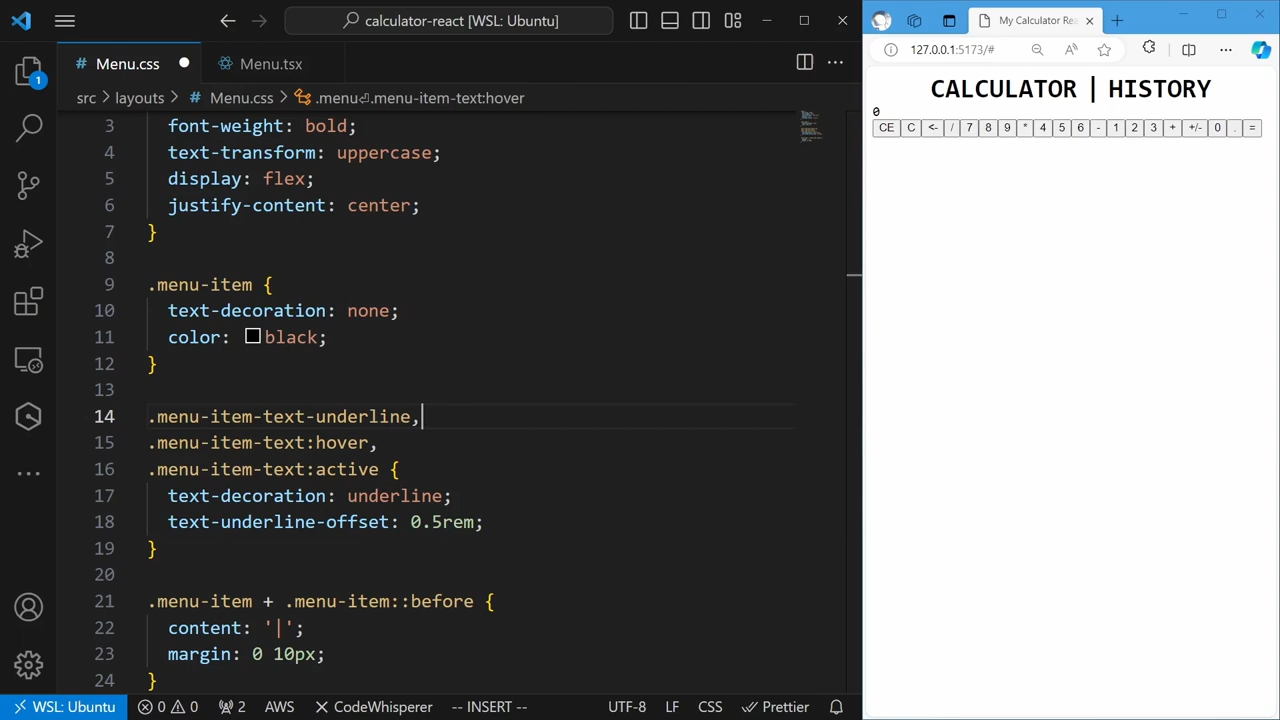 calculator-react [WSL: Ubuntu]
My Calculator Rea
127.0.0.1:5173/#
# Menu.css
Menu.tsx
src > layouts > # Menu.css > .menu-item-text:hover
1
3 font-weight: bold;
4 text-transform: uppercase;
5 display: flex;
6 justify-content: center;
7 }
8
9 .menu-item {
10 text-decoration: none;
11 color: black;
12 }
13
14 .menu-item-text-underline,
15 .menu-item-text:hover,
16 .menu-item-text:active {
17 text-decoration: underline;
18 text-underline-offset: 0.5rem;
19 }
20
21 .menu-item + .menu-item::before {
22 content: '|';
23 margin: 0 10px;
24 }
CALCULATOR | HISTORY
0
CE C <- / 7 8 9 * 4 5 6 - 1 2 3 + +/- 0 . =
WSL: Ubuntu 0 0 2 AWS CodeWhisperer -- INSERT -- UTF-8 LF CSS Prettier